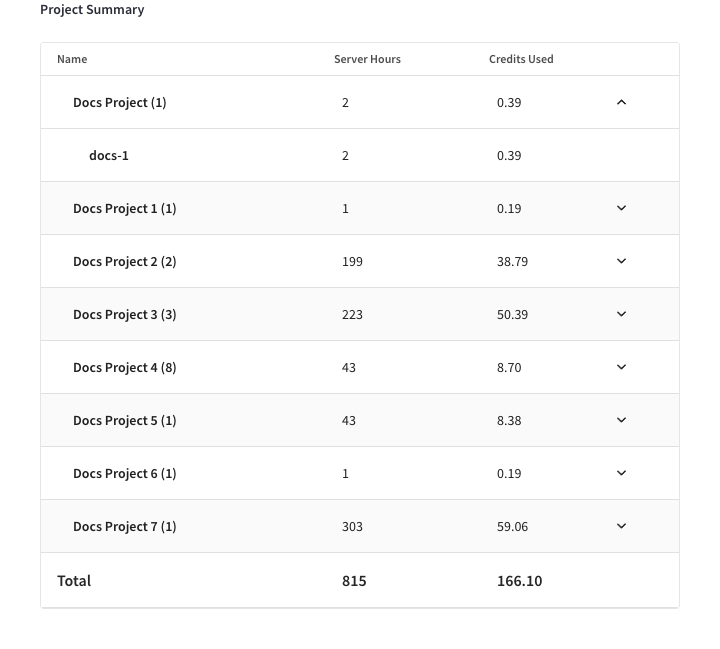 Project Summary
Name Server Hours Credits Used
Docs Project (1) 2 0.39
docs-1 2 0.39
Docs Project 1 (1) 1 0.19
Docs Project 2 (2) 199 38.79
Docs Project 3 (3) 223 50.39
Docs Project 4 (8) 43 8.70
Docs Project 5 (1) 43 8.38
Docs Project 6 (1) 1 0.19
Docs Project 7 (1) 303 59.06
Total 815 166.10